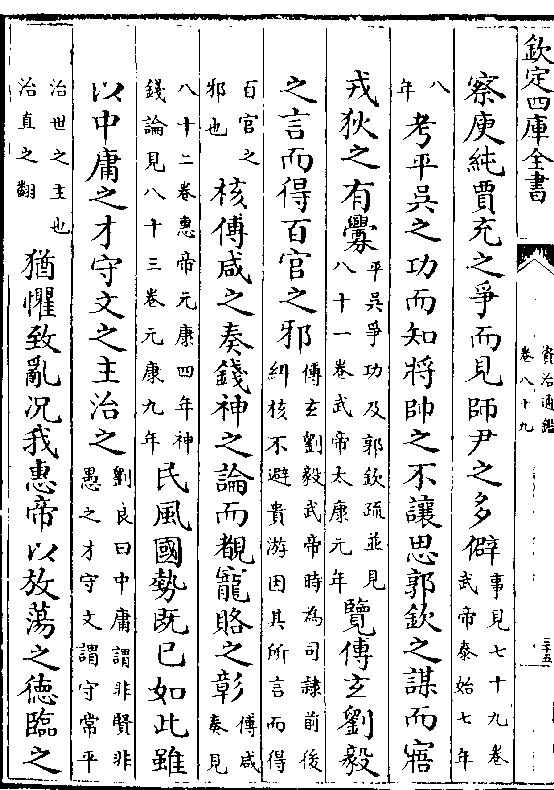 欽定四庫全書
資治通鑑
卷八十九
三十五
察庾純賈充之爭而見師尹之多僻事見七十九卷武帝泰始七年
八年考平吳之功而知將帥之不讓思郭欽之謀而寤
戎狄之有釁平吳爭功及郭欽疏並見八十一卷武帝太康元年覽傅玄劉毅
之言而得百官之邪傅玄劉毅武帝時為司隷前後糾核不避貴游因其所言而得
百官之邪也核傅咸之奏錢神之論而覩寵賂之彰傅咸奏見
八十二卷惠帝元康四年神錢論見八十三卷元康九年民風國勢既已如此雖
以中庸之才守文之主治之劉良曰中庸謂非賢非愚之才守文謂守常平
治世之主也治直之翻猶懼致亂況我惠帝以放蕩之德臨之